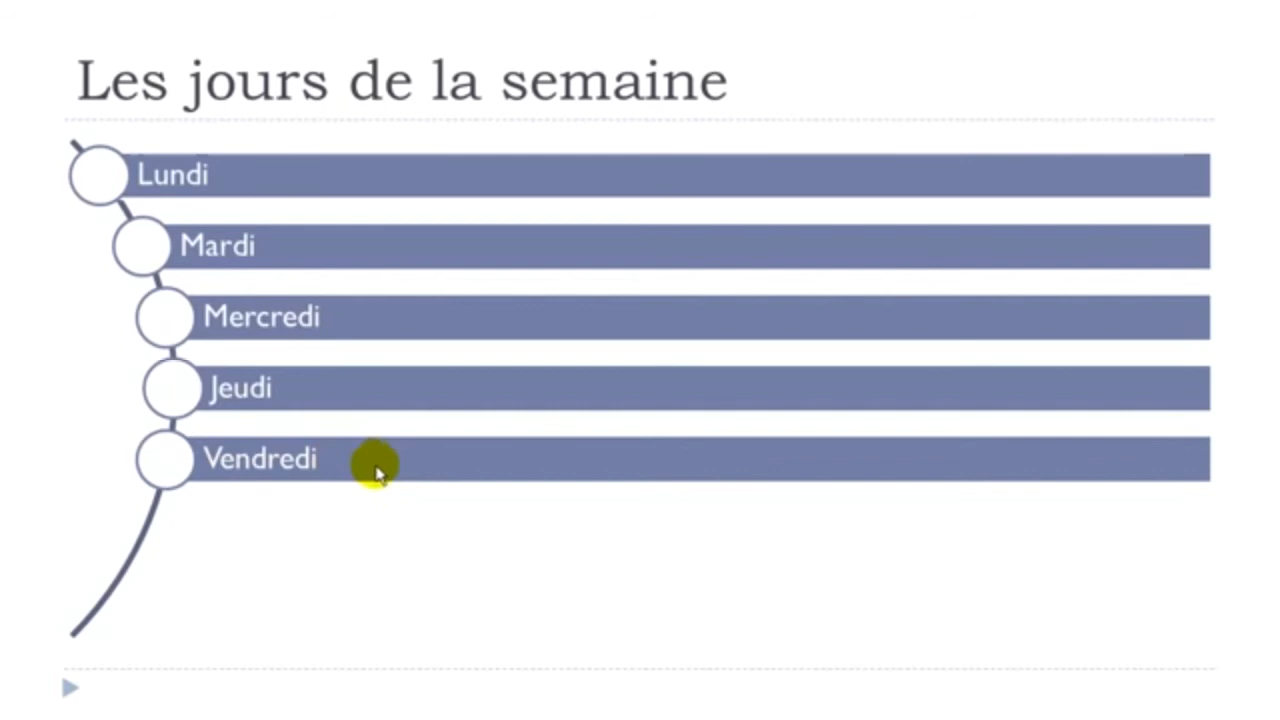 Les jours de la semaine
Lundi
Mardi
Mercredi
Jeudi
Vendredi